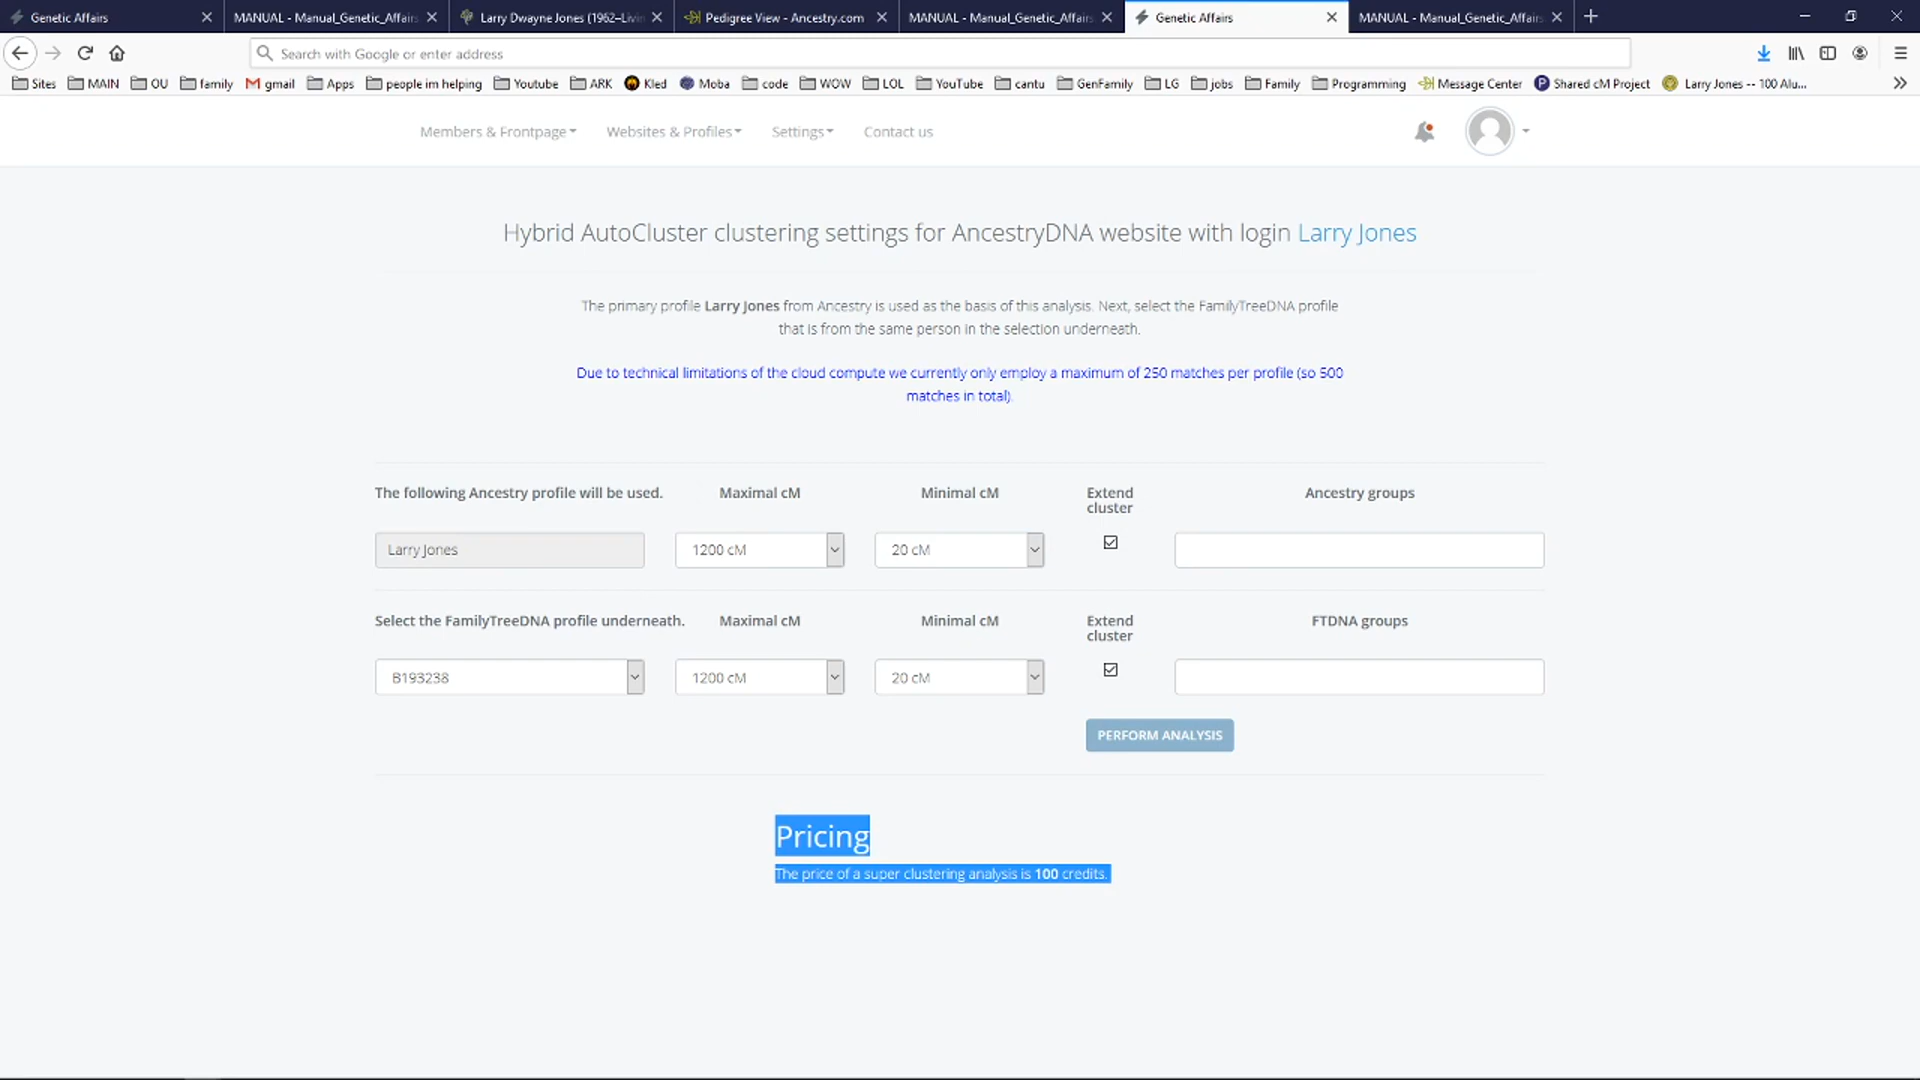 Genetic Affairs
MANUAL - Manual_Genetic_Affairs
Larry Dwayne Jones (1962–Livin
Pedigree View - Ancestry.com
MANUAL - Manual_Genetic_Affairs
Genetic Affairs
MANUAL - Manual_Genetic_Affairs
Search with Google or enter address
Sites MAIN OU family gmail Apps people im helping Youtube ARK Kled Moba code WOW LOL YouTube cantu GenFamily LG jobs Family Programming Message Center Shared cM Project Larry Jones -- 100 Alu...
Members & Frontpage Websites & Profiles Settings Contact us
Hybrid AutoCluster clustering settings for AncestryDNA website with login Larry Jones
The primary profile Larry Jones from Ancestry is used as the basis of this analysis. Next, select the FamilyTreeDNA profile
that is from the same person in the selection underneath.
Due to technical limitations of the cloud compute we currently only employ a maximum of 250 matches per profile (so 500
matches in total).
The following Ancestry profile will be used. Maximal cM Minimal cM Extend Ancestry groups
cluster
Larry Jones 1200 cM 20 cM
Select the FamilyTreeDNA profile underneath. Maximal cM Minimal cM Extend FTDNA groups
cluster
B193238 1200 cM 20 cM
PERFORM ANALYSIS
Pricing
The price of a super clustering analysis is 100 credits.